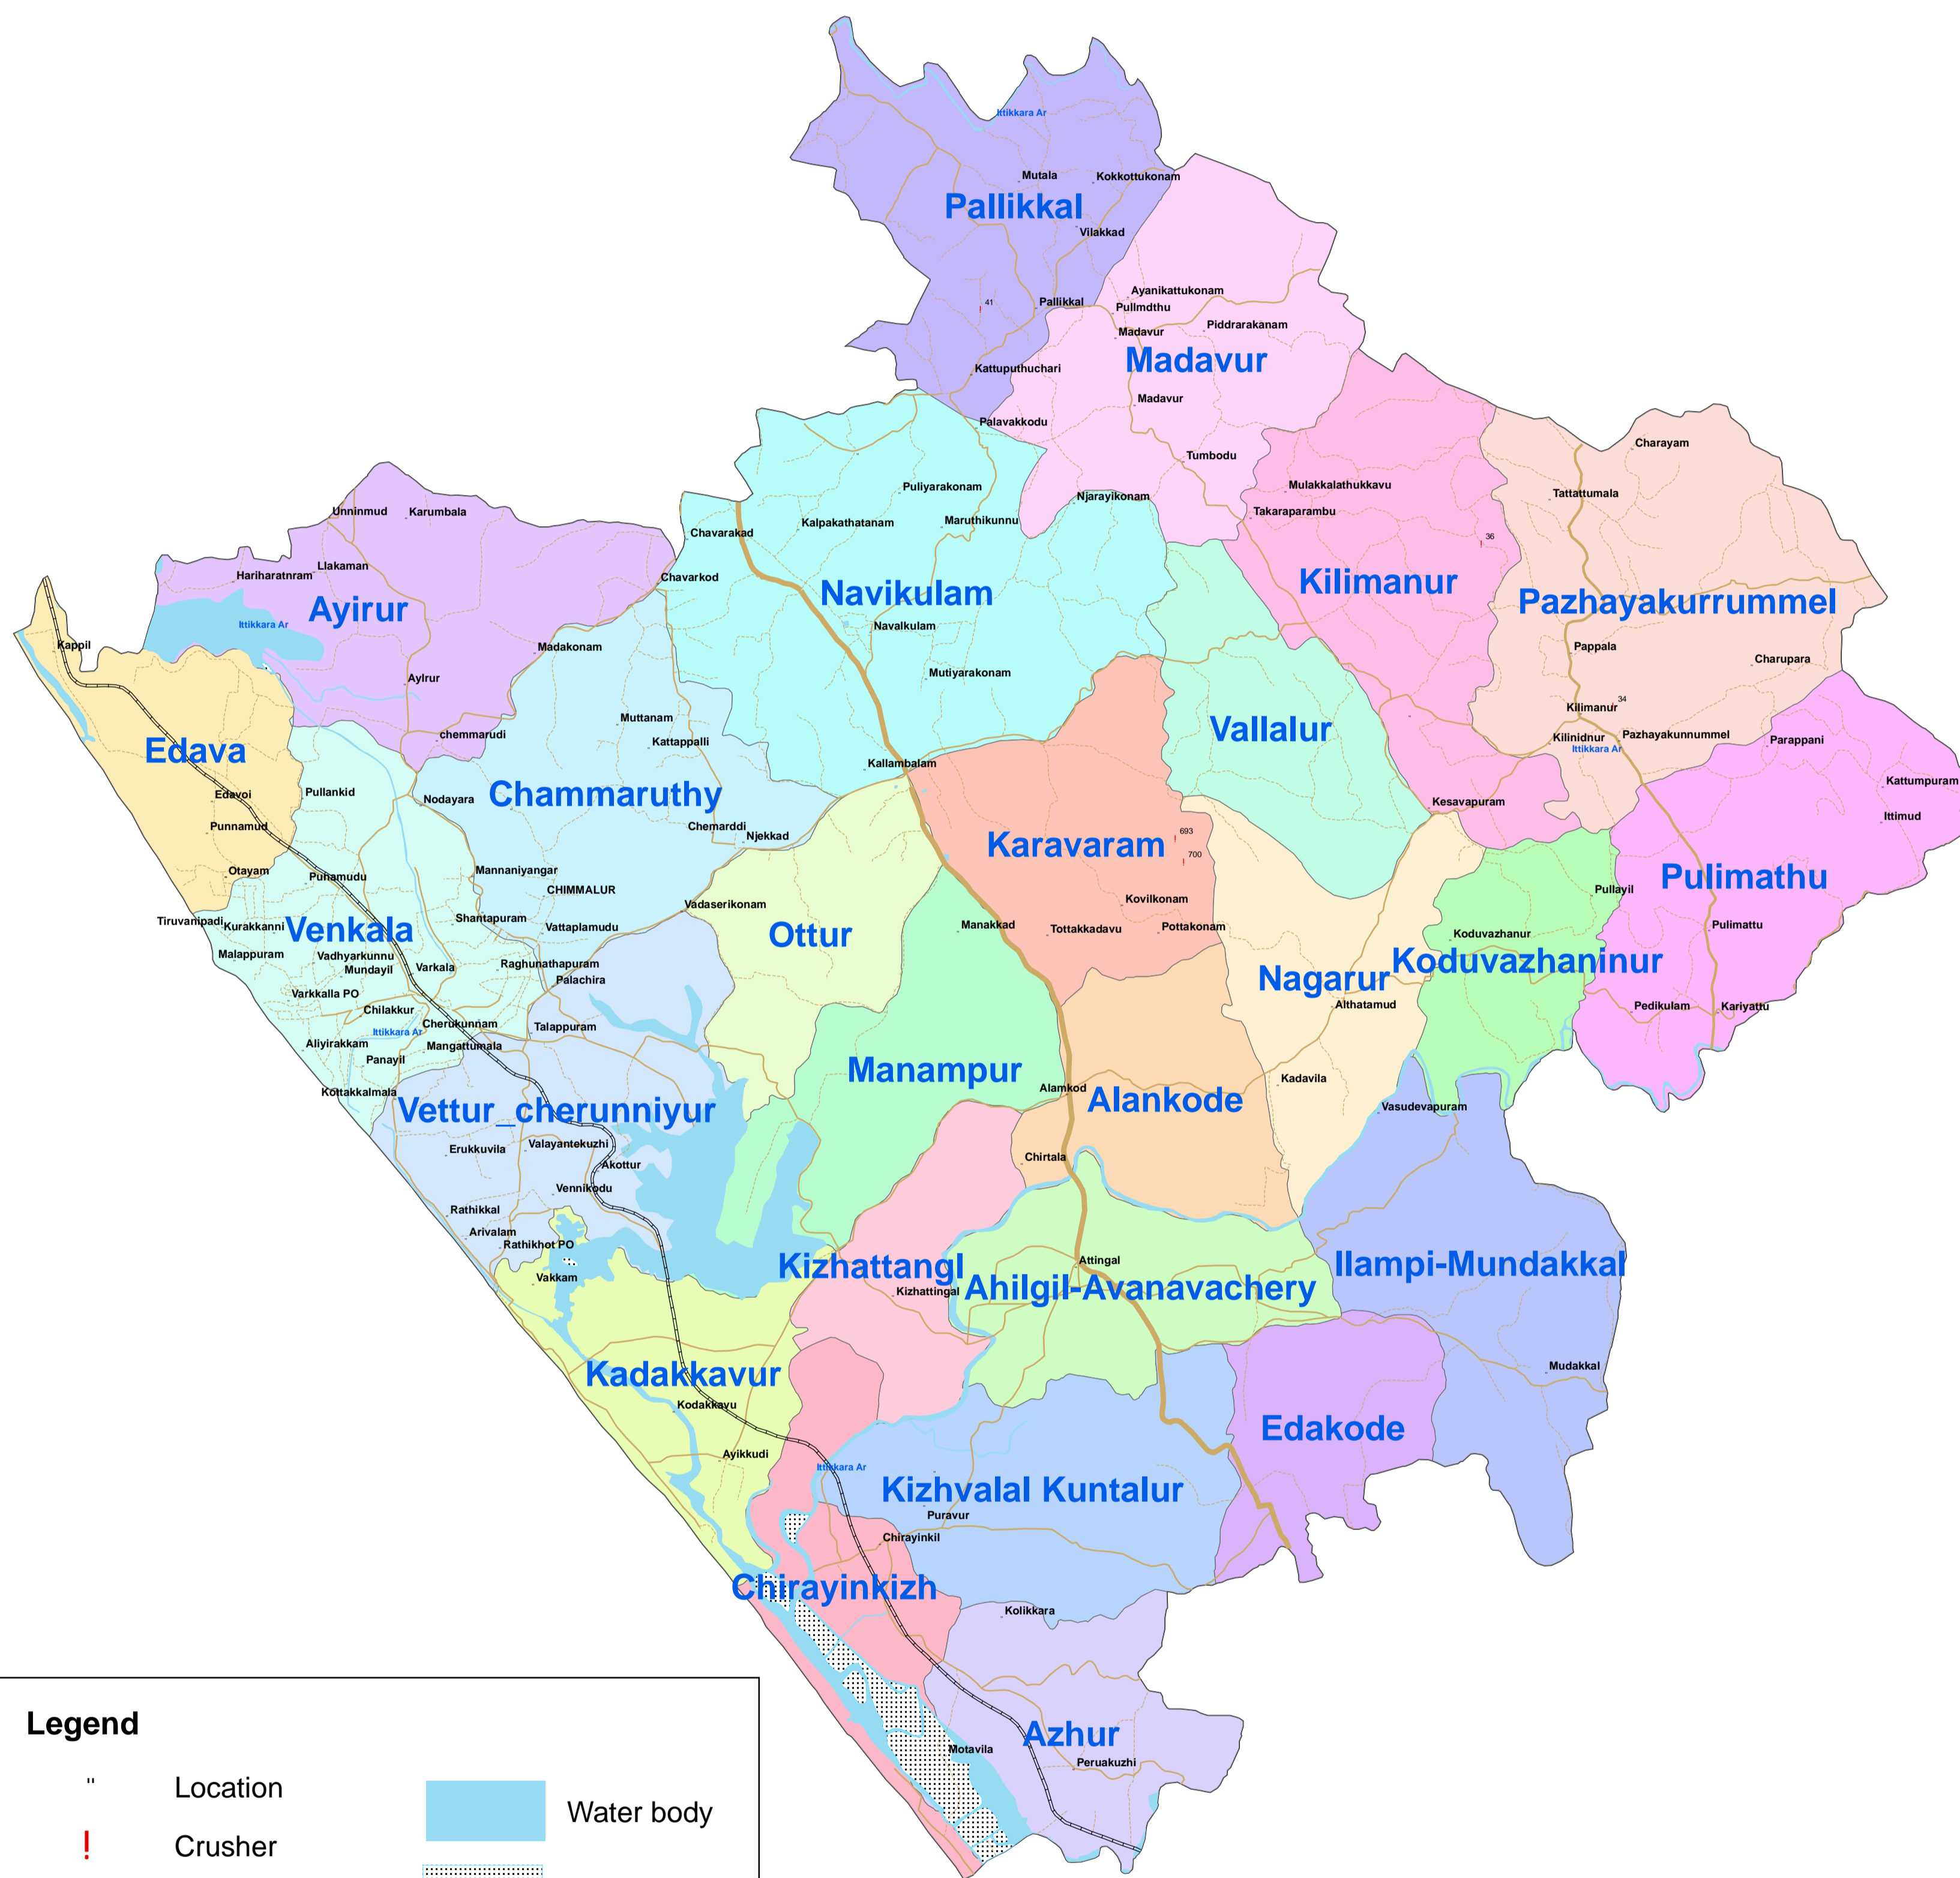 Ittikkara Ar
Mutala
Kokkottukonam
Pallikkal
Vilakkad
Ayanikattukonam
41
Pallikkal
Pullmdthu
Piddrarakanam
Madavur
Madavur
Kattuputhuchari
Madavur
Palavakkodu
Charayam
Tumbodu
Mulakkalathukkavu
Puliyarakonam
Njarayikonam
Tattattumala
Unninmud
Karumbala
Takaraparambu
Kalpakathatanam
Maruthikunnu
Chavarakad
36
Llakaman
Hariharatnram
Chavarkod
Kilimanur
Navikulam
Pazhayakurrummel
Ayirur
Ittikkara Ar
Navalkulam
Kappil
Madakonam
Pappala
Charupara
Mutiyarakonam
Aylrur
34
Kilimanur
Muttanam
Vallalur
chemmarudi
Kattappalli
Kilinidnur
Pazhayakunnummel
Ittikkara Ar
Parappani
Edava
Kallambalam
Kattumpuram
Edavoi
Pullankid
Nodayara
Chammaruthy
Kesavapuram
Ittimud
Punnamud
Chemarddi
Njekkad
693
Karavaram
700
Otayam
Punamudu
Mannaniyangar
Pulimathu
CHIMMALUR
Pullayil
Kovilkonam
Vadaserikonam
Tiruvanipadi
Kurakkanni
Venkala
Shantapuram
Vattaplamudu
Ottur
Manakkad
Tottakkadavu
Pottakonam
Koduvazhanur
Pulimattu
Malappuram
Vadhyarkunnu
Mundayil
Varkala
Raghunathapuram
Koduvazhaninur
Palachira
Nagarur
Varkkalla PO
Chilakkur
Althatamud
Pedikulam
Kariyattu
Cherukunnam
Talappuram
Ittikkara Ar
Aliyirakkam
Mangattumala
Panayil
Manampur
Kadavila
Kottakkalmala
Alamkod
Alankode
Vettur_cherunniyur
Vasudevapuram
Erukkuvila
Valayantekuzhi
Akottur
Chirtala
Vennikodu
Rathikkal
Arivalam
Rathikhot PO
Vakkam
Kizhattangl
Attingal
Ilampi-Mundakkal
Kizhattingal
Ahilgil-Avanavachery
Kadakkavur
Mudakkal
Kodakkavu
Edakode
Ayikkudi
Ittikkara Ar
Kizhvalal Kuntalur
Puravur
Chirayinkil
Chirayinkizh
Kolikkara
Azhur
Motavila
Peruakuzhi
Legend
" Location
! Crusher
Water body